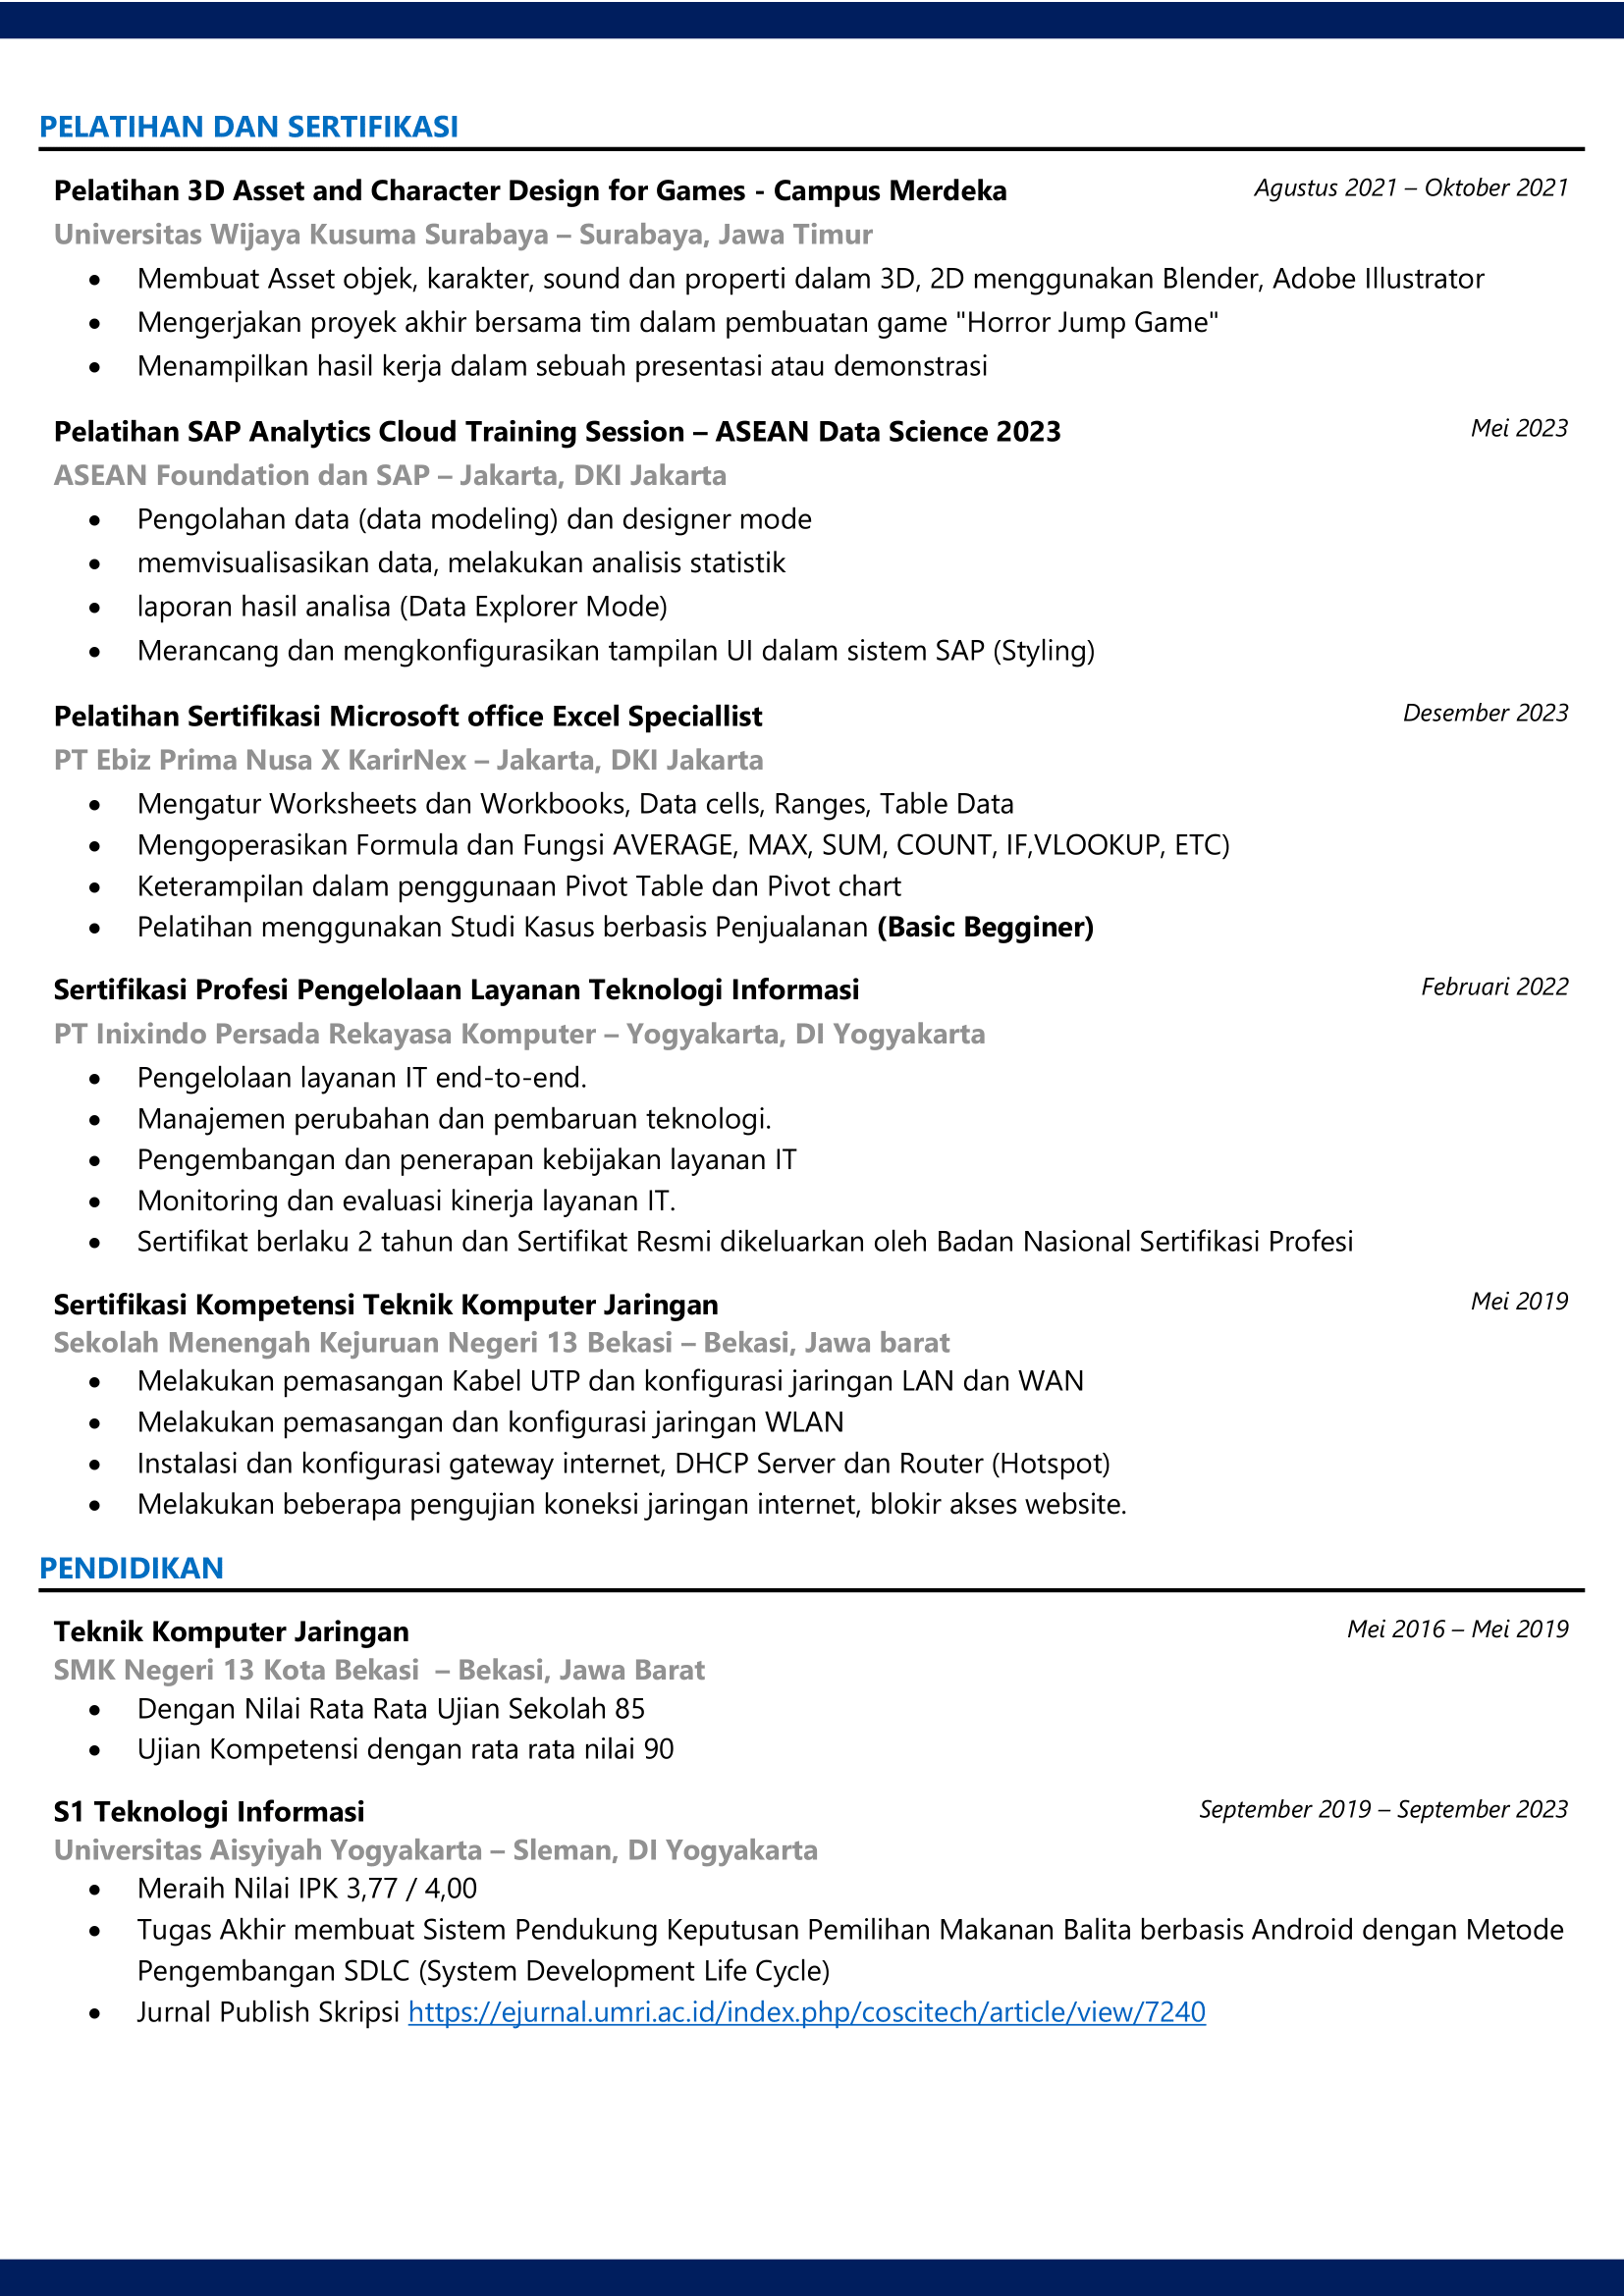 PELATIHAN DAN SERTIFIKASI
Pelatihan 3D Asset and Character Design for Games - Campus Merdeka Agustus 2021 – Oktober 2021
Universitas Wijaya Kusuma Surabaya – Surabaya, Jawa Timur
• Membuat Asset objek, karakter, sound dan properti dalam 3D, 2D menggunakan Blender, Adobe Illustrator
• Mengerjakan proyek akhir bersama tim dalam pembuatan game "Horror Jump Game"
• Menampilkan hasil kerja dalam sebuah presentasi atau demonstrasi
Pelatihan SAP Analytics Cloud Training Session – ASEAN Data Science 2023 Mei 2023
ASEAN Foundation dan SAP – Jakarta, DKI Jakarta
• Pengolahan data (data modeling) dan designer mode
• memvisualisasikan data, melakukan analisis statistik
• laporan hasil analisa (Data Explorer Mode)
• Merancang dan mengkonfigurasikan tampilan UI dalam sistem SAP (Styling)
Pelatihan Sertifikasi Microsoft office Excel Speciallist Desember 2023
PT Ebiz Prima Nusa X KarirNex – Jakarta, DKI Jakarta
• Mengatur Worksheets dan Workbooks, Data cells, Ranges, Table Data
• Mengoperasikan Formula dan Fungsi AVERAGE, MAX, SUM, COUNT, IF,VLOOKUP, ETC)
• Keterampilan dalam penggunaan Pivot Table dan Pivot chart
• Pelatihan menggunakan Studi Kasus berbasis Penjualanan (Basic Begginer)
Sertifikasi Profesi Pengelolaan Layanan Teknologi Informasi Februari 2022
PT Inixindo Persada Rekayasa Komputer – Yogyakarta, DI Yogyakarta
• Pengelolaan layanan IT end-to-end.
• Manajemen perubahan dan pembaruan teknologi.
• Pengembangan dan penerapan kebijakan layanan IT
• Monitoring dan evaluasi kinerja layanan IT.
• Sertifikat berlaku 2 tahun dan Sertifikat Resmi dikeluarkan oleh Badan Nasional Sertifikasi Profesi
Sertifikasi Kompetensi Teknik Komputer Jaringan Mei 2019
Sekolah Menengah Kejuruan Negeri 13 Bekasi – Bekasi, Jawa barat
• Melakukan pemasangan Kabel UTP dan konfigurasi jaringan LAN dan WAN
• Melakukan pemasangan dan konfigurasi jaringan WLAN
• Instalasi dan konfigurasi gateway internet, DHCP Server dan Router (Hotspot)
• Melakukan beberapa pengujian koneksi jaringan internet, blokir akses website.
PENDIDIKAN
Teknik Komputer Jaringan Mei 2016 – Mei 2019
SMK Negeri 13 Kota Bekasi – Bekasi, Jawa Barat
• Dengan Nilai Rata Rata Ujian Sekolah 85
• Ujian Kompetensi dengan rata rata nilai 90
S1 Teknologi Informasi September 2019 – September 2023
Universitas Aisyiyah Yogyakarta – Sleman, DI Yogyakarta
• Meraih Nilai IPK 3,77 / 4,00
• Tugas Akhir membuat Sistem Pendukung Keputusan Pemilihan Makanan Balita berbasis Android dengan Metode
Pengembangan SDLC (System Development Life Cycle)
• Jurnal Publish Skripsi https://ejurnal.umri.ac.id/index.php/coscitech/article/view/7240